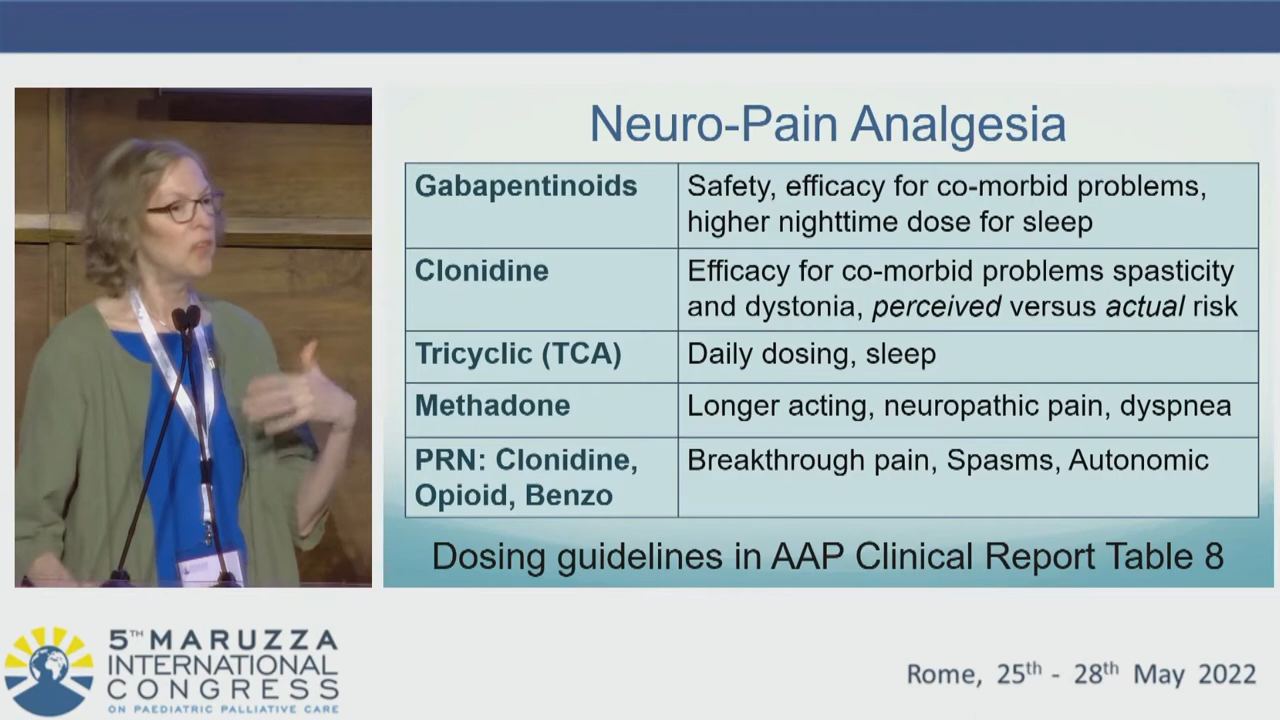 Neuro-Pain Analgesia
Gabapentinoids
Safety, efficacy for co-morbid problems,
higher nighttime dose for sleep
Clonidine
Efficacy for co-morbid problems spasticity
and dystonia, perceived versus actual risk
Tricyclic (TCA)
Daily dosing, sleep
Methadone
Longer acting, neuropathic pain, dyspnea
PRN: Clonidine,
Opioid, Benzo
Breakthrough pain, Spasms, Autonomic
Dosing guidelines in AAP Clinical Report Table 8
5TH MARUZZA
INTERNATIONAL
CONGRESS
ON PAEDIATRIC PALLIATIVE CARE
Rome, 25th - 28th May 2022